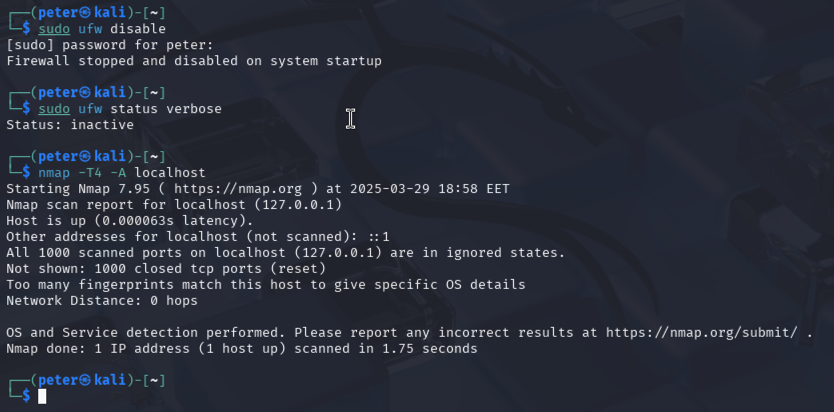 ┌──(peter㉿kali)-[~]
└─$ sudo ufw disable
[sudo] password for peter:
Firewall stopped and disabled on system startup
┌──(peter㉿kali)-[~]
└─$ sudo ufw status verbose
Status: inactive
┌──(peter㉿kali)-[~]
└─$ nmap -T4 -A localhost
Starting Nmap 7.95 ( https://nmap.org ) at 2025-03-29 18:58 EET
Nmap scan report for localhost (127.0.0.1)
Host is up (0.000063s latency).
Other addresses for localhost (not scanned): ::1
All 1000 scanned ports on localhost (127.0.0.1) are in ignored states.
Not shown: 1000 closed tcp ports (reset)
Too many fingerprints match this host to give specific OS details
Network Distance: 0 hops
OS and Service detection performed. Please report any incorrect results at https://nmap.org/submit/ .
Nmap done: 1 IP address (1 host up) scanned in 1.75 seconds
┌──(peter㉿kali)-[~]
└─$